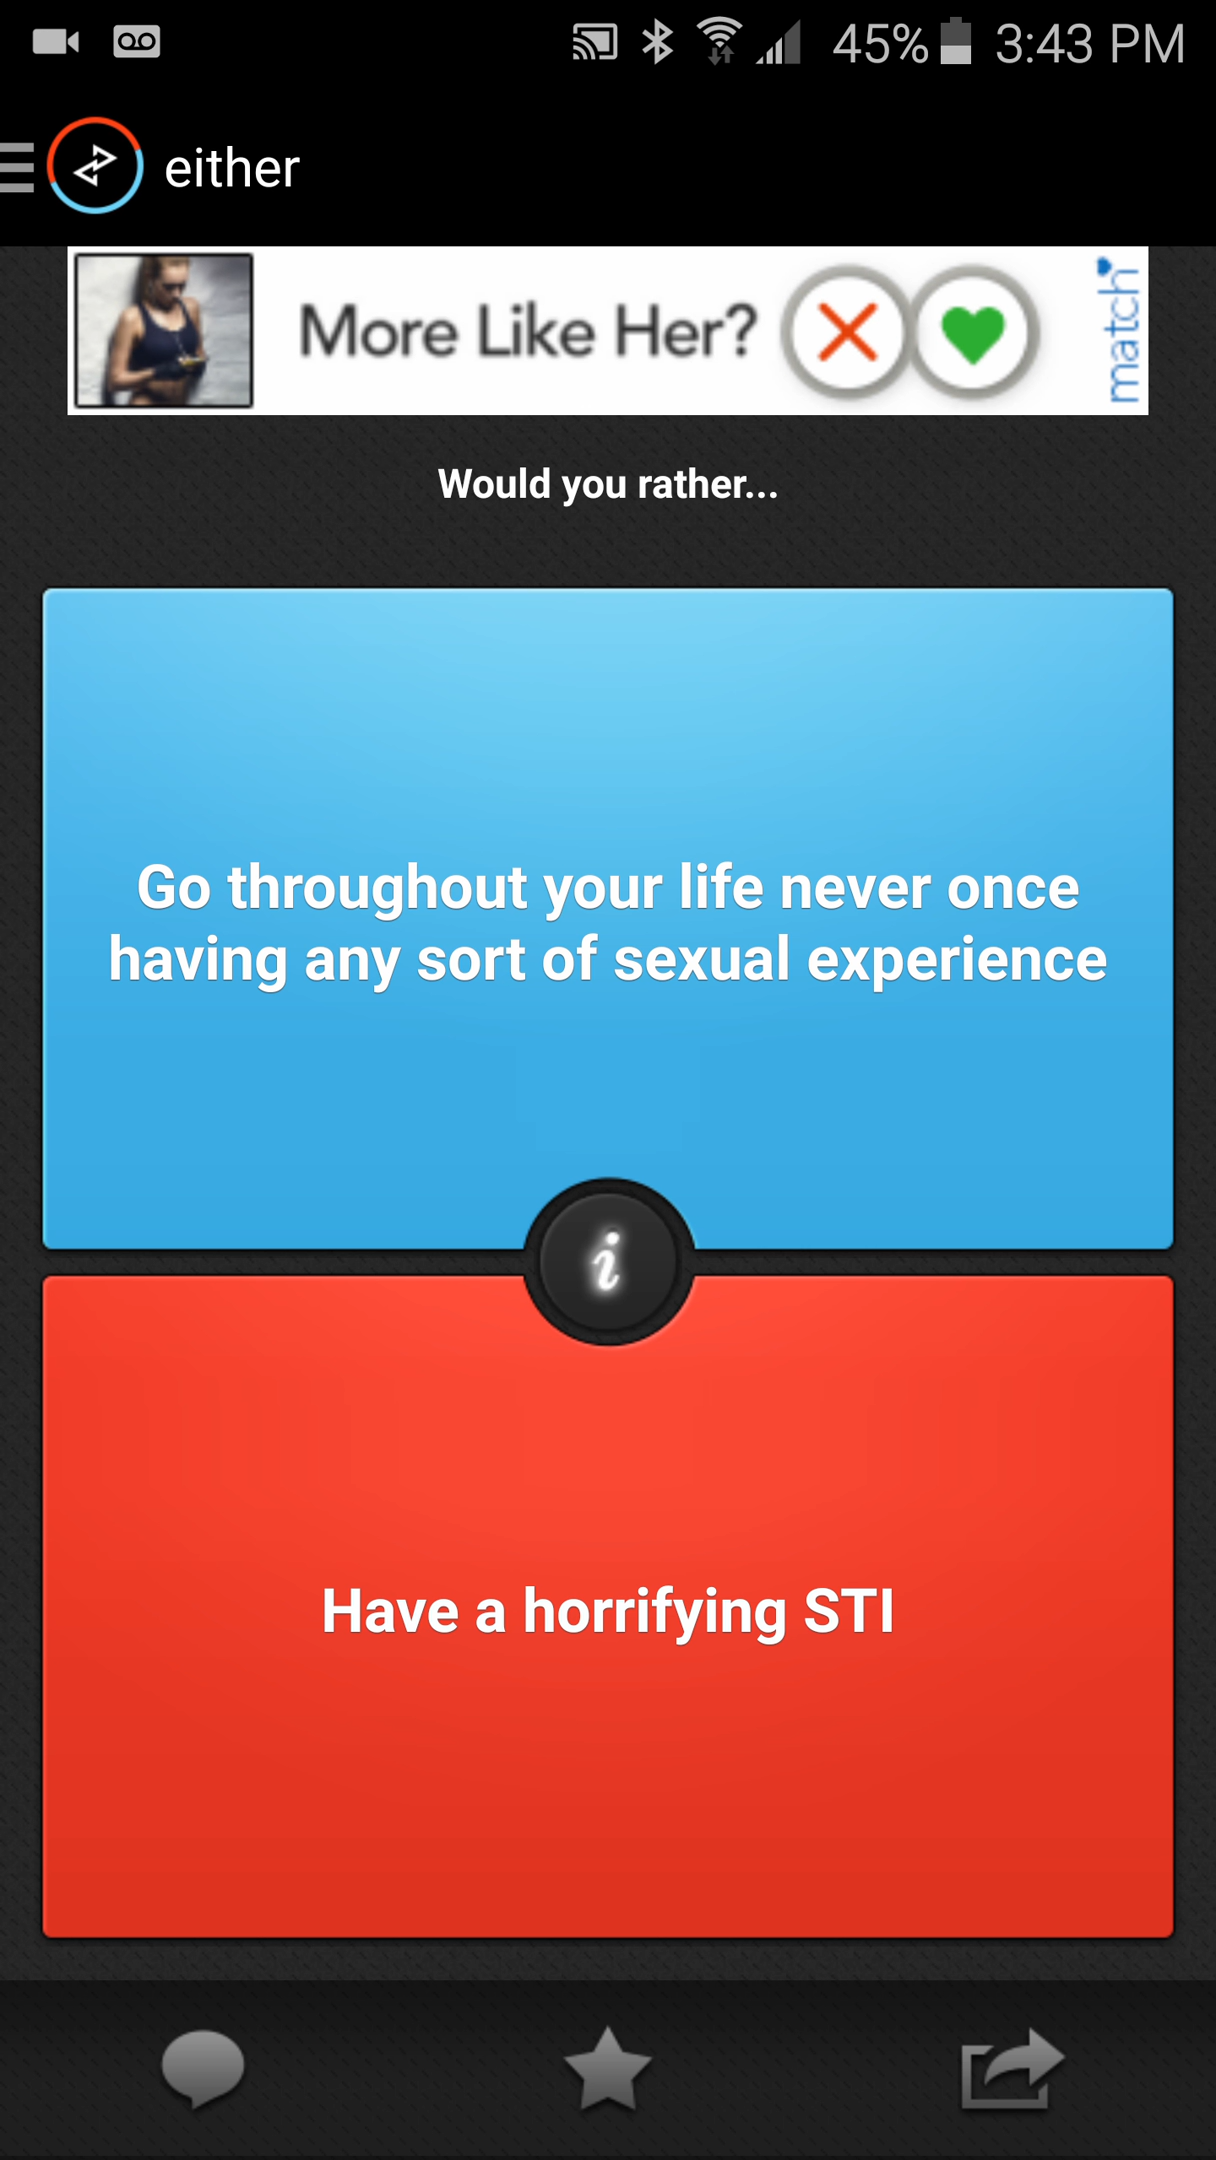 45% 3:43 PM
either
More Like Her?
match
Would you rather...
Go throughout your life never once
having any sort of sexual experience
i
Have a horrifying STI